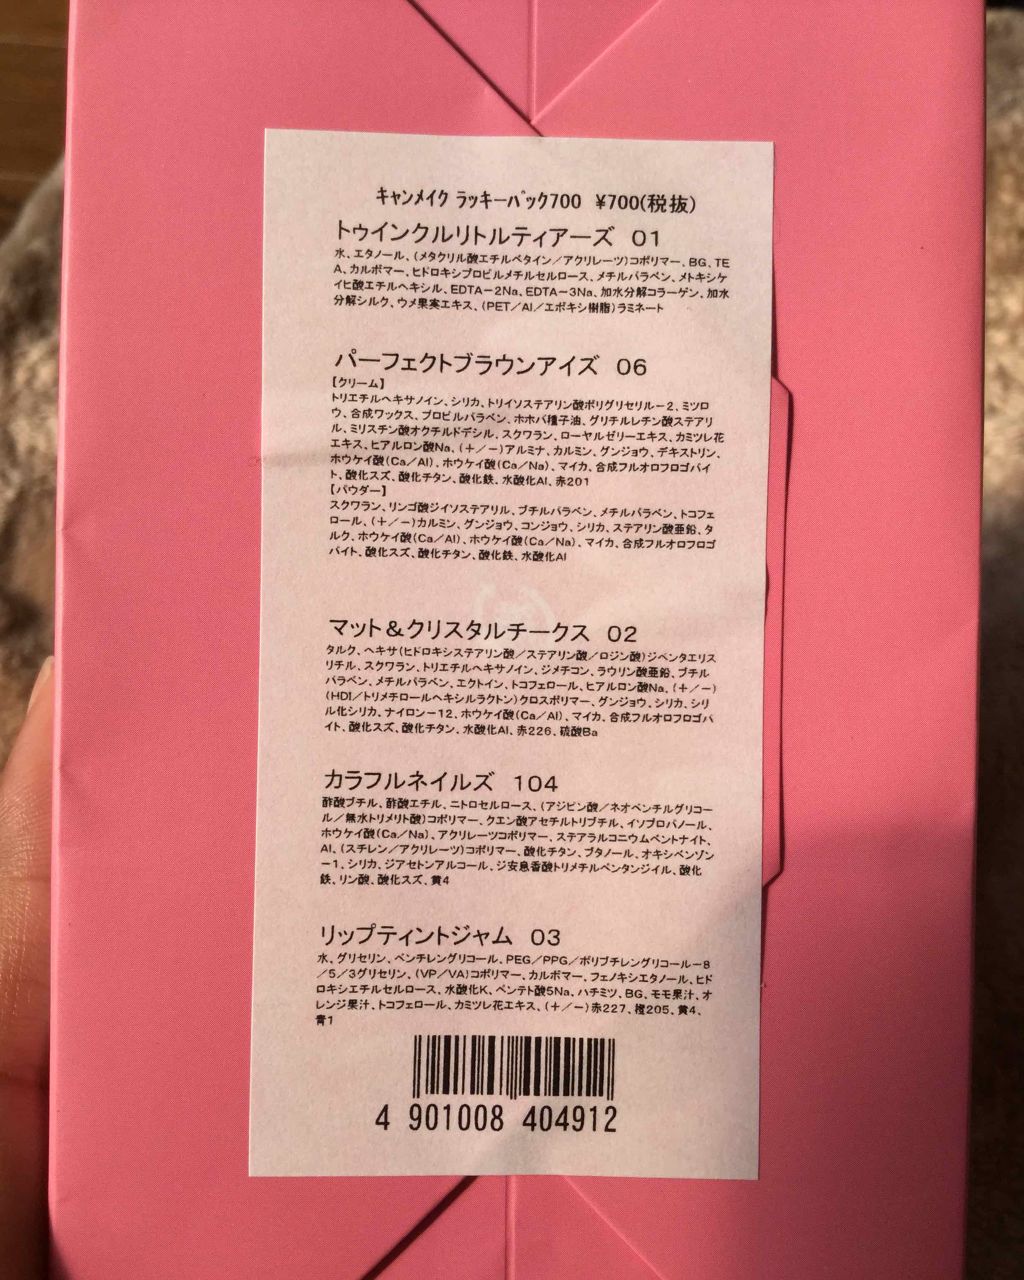 キャンメイク ラッキーパック700 ¥700(税抜)
トゥインクルリトルティアーズ 01
水、エタノール、(メタクリル酸エチルベタイン/アクリレーツ)コポリマー、BG、TE
A、カルボマー、ヒドロキシプロピルメチルセルロース、メチルパラベン、メトキシケ
イヒ酸エチルヘキシル、EDTA-2Na、EDTA-3Na、加水分解コラーゲン、加水
分解シルク、ウメ果実エキス、(PET/Al/エポキシ樹脂)ラミネート
パーフェクトブラウンアイズ 06
【クリーム】
トリエチルヘキサノイン、シリカ、トリイソステアリン酸ポリグリセリル-2、ミツロ
ウ、合成ワックス、プロピルパラベン、ホホバ種子油、グリチルレチン酸ステアリ
ル、ミリスチン酸オクチルドデシル、スクワラン、ローヤルゼリーエキス、カミツレ花
エキス、ヒアルロン酸Na、(+/-)アルミナ、カルミン、グンジョウ、デキストリン、
ホウケイ酸(Ca/Al)、ホウケイ酸(Ca/Na)、マイカ、合成フルオロフロゴパイ
ト、酸化スズ、酸化チタン、酸化鉄、水酸化Al、赤201
【パウダー】
スクワラン、リンゴ酸ジイソステアリル、ブチルパラベン、メチルパラベン、トコフェ
ロール、(+/-)カルミン、グンジョウ、コンジョウ、シリカ、ステアリン酸亜鉛、タ
ルク、ホウケイ酸(Ca/Al)、ホウケイ酸(Ca/Na)、マイカ、合成フルオロフロゴ
パイト、酸化スズ、酸化チタン、酸化鉄、水酸化Al
マット&クリスタルチークス 02
タルク、ヘキサ(ヒドロキシステアリン酸/ステアリン酸/ロジン酸)ジペンタエリス
リチル、スクワラン、トリエチルヘキサノイン、ジメチコン、ラウリン酸亜鉛、ブチル
パラベン、メチルパラベン、エクトイン、トコフェロール、ヒアルロン酸Na、(+/-)
(HDI/トリメチロールヘキシルラクトン)クロスポリマー、グンジョウ、シリカ、シリ
ル化シリカ、ナイロン-12、ホウケイ酸(Ca/Al)、マイカ、合成フルオロフロゴパ
イト、酸化スズ、酸化チタン、水酸化Al、赤226、硫酸Ba
カラフルネイルズ 104
酢酸ブチル、酢酸エチル、ニトロセルロース、(アジピン酸/ネオペンチルグリコー
ル/無水トリメリト酸)コポリマー、クエン酸アセチルトリブチル、イソプロパノール、
ホウケイ酸(Ca/Na)、アクリレーツコポリマー、ステアラルコニウムベントナイト、
Al、(スチレン/アクリレーツ)コポリマー、酸化チタン、ブタノール、オキシベンゾン
-1、シリカ、ジアセトンアルコール、ジ安息香酸トリメチルペンタンジイル、酸化
鉄、リン酸、酸化スズ、黄4
リップティントジャム 03
水、グリセリン、ペンチレングリコール、PEG/PPG/ポリブチレングリコール-8
/5/3グリセリン、(VP/VA)コポリマー、カルボマー、フェノキシエタノール、ヒド
ロキシエチルセルロース、水酸化K、ペンテト酸5Na、ハチミツ、BG、モモ果汁、オ
レンジ果汁、トコフェロール、カミツレ花エキス、(+/-)赤227、橙205、黄4、
青1
4 901008 404912